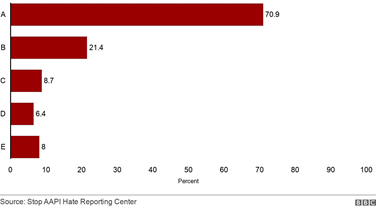 A 70.9
B 21.4
C 8.7
D 6.4
E 8
0 10 20 30 40 50 60 70 80 90 100
Percent
Source: Stop AAPI Hate Reporting Center BBC